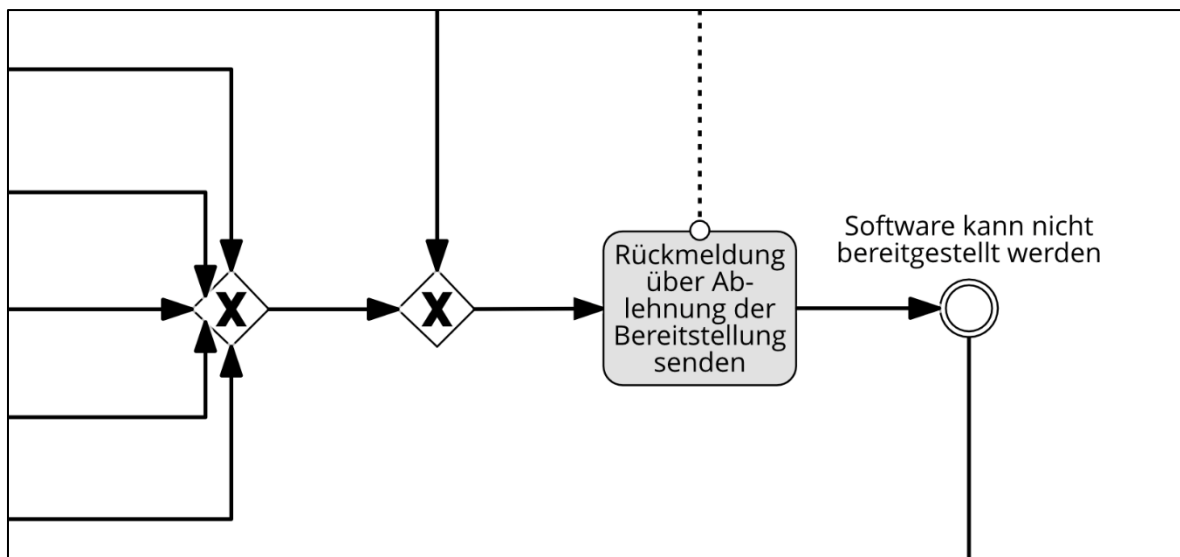 X
X
Rückmeldung
über Ab-
lehnung der
Bereitstellung
senden
Software kann nicht
bereitgestellt werden